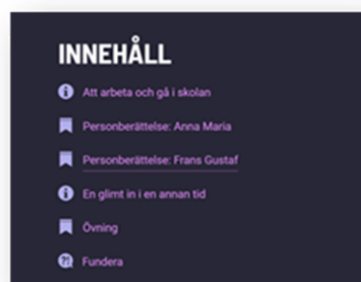 INNEHÅLL
Att arbeta och gå i skolan
Personberättelse: Anna Maria
Personberättelse: Frans Gustaf
En glimt in i en annan tid
Övning
Fundera